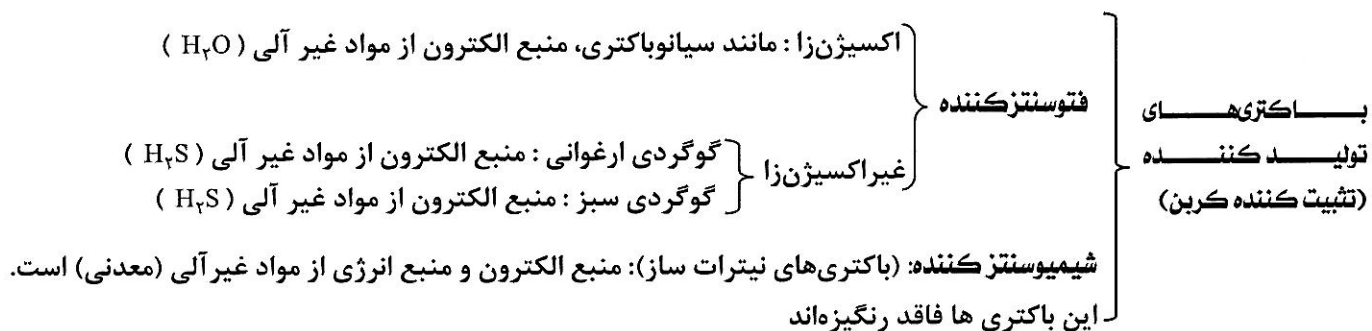 باکتری‌های
تولید کننده
(تثبیت کننده کربن)
فتوسنتزکننده
اکسیژن‌زا : مانند سیانوباکتری، منبع الکترون از مواد غیر آلی ( H₂O )
غیراکسیژن‌زا
گوگردی ارغوانی : منبع الکترون از مواد غیر آلی ( H₂S )
گوگردی سبز : منبع الکترون از مواد غیر آلی ( H₂S )
شیمیوسنتز کننده: (باکتری‌های نیترات ساز): منبع الکترون و منبع انرژی از مواد غیرآلی (معدنی) است.
این باکتری ها فاقد رنگیزه‌اند